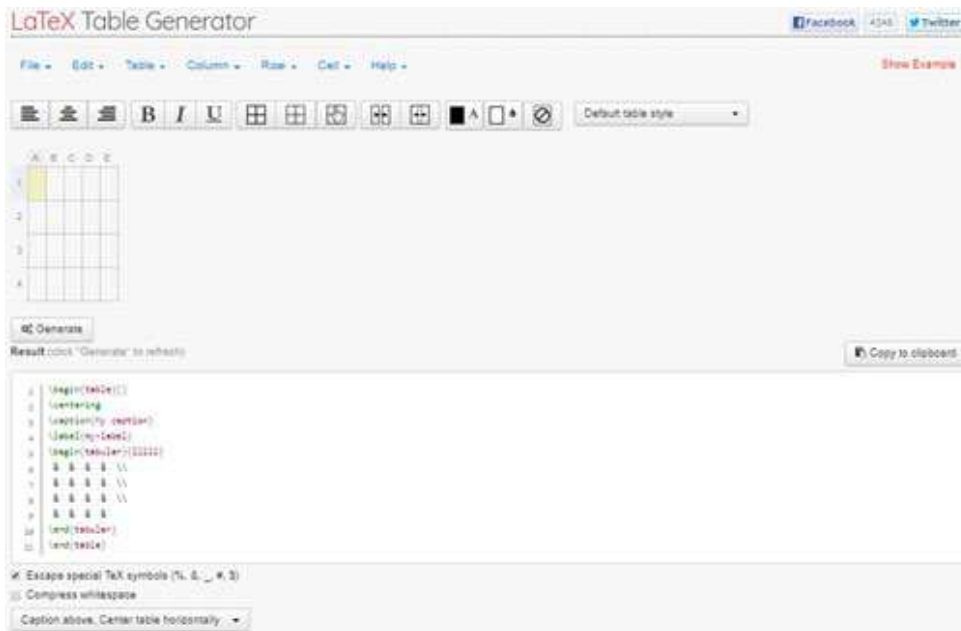 LaTeX Table Generator
Facebook 4345 Twitter
File Edit Table Column Row Cell Help Show Example
B I U A Default table style
A B C D E
1
2
3
4
Generate
Result (click "Generate" to refresh) Copy to clipboard
1 \begin{table}[]
2 \centering
3 \caption{My caption}
4 \label{my-label}
5 \begin{tabular}{lllll}
6 & & & & \\
7 & & & & \\
8 & & & & \\
9 & & & &
10 \end{tabular}
11 \end{table}
Escape special TeX symbols (%, &, _, #, $)
Compress whitespace
Caption above, Center table horizontally